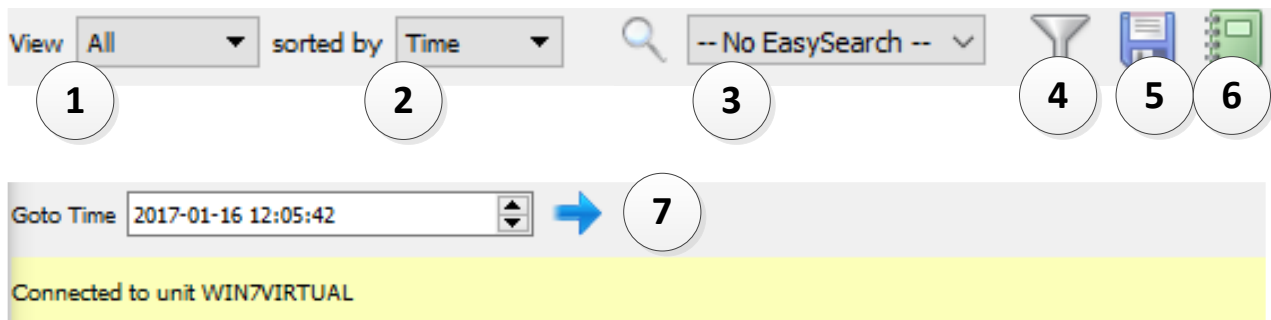 View All sorted by Time -- No EasySearch --
1 2 3 4 5 6
Goto Time 2017-01-16 12:05:42 7
Connected to unit WIN7VIRTUAL